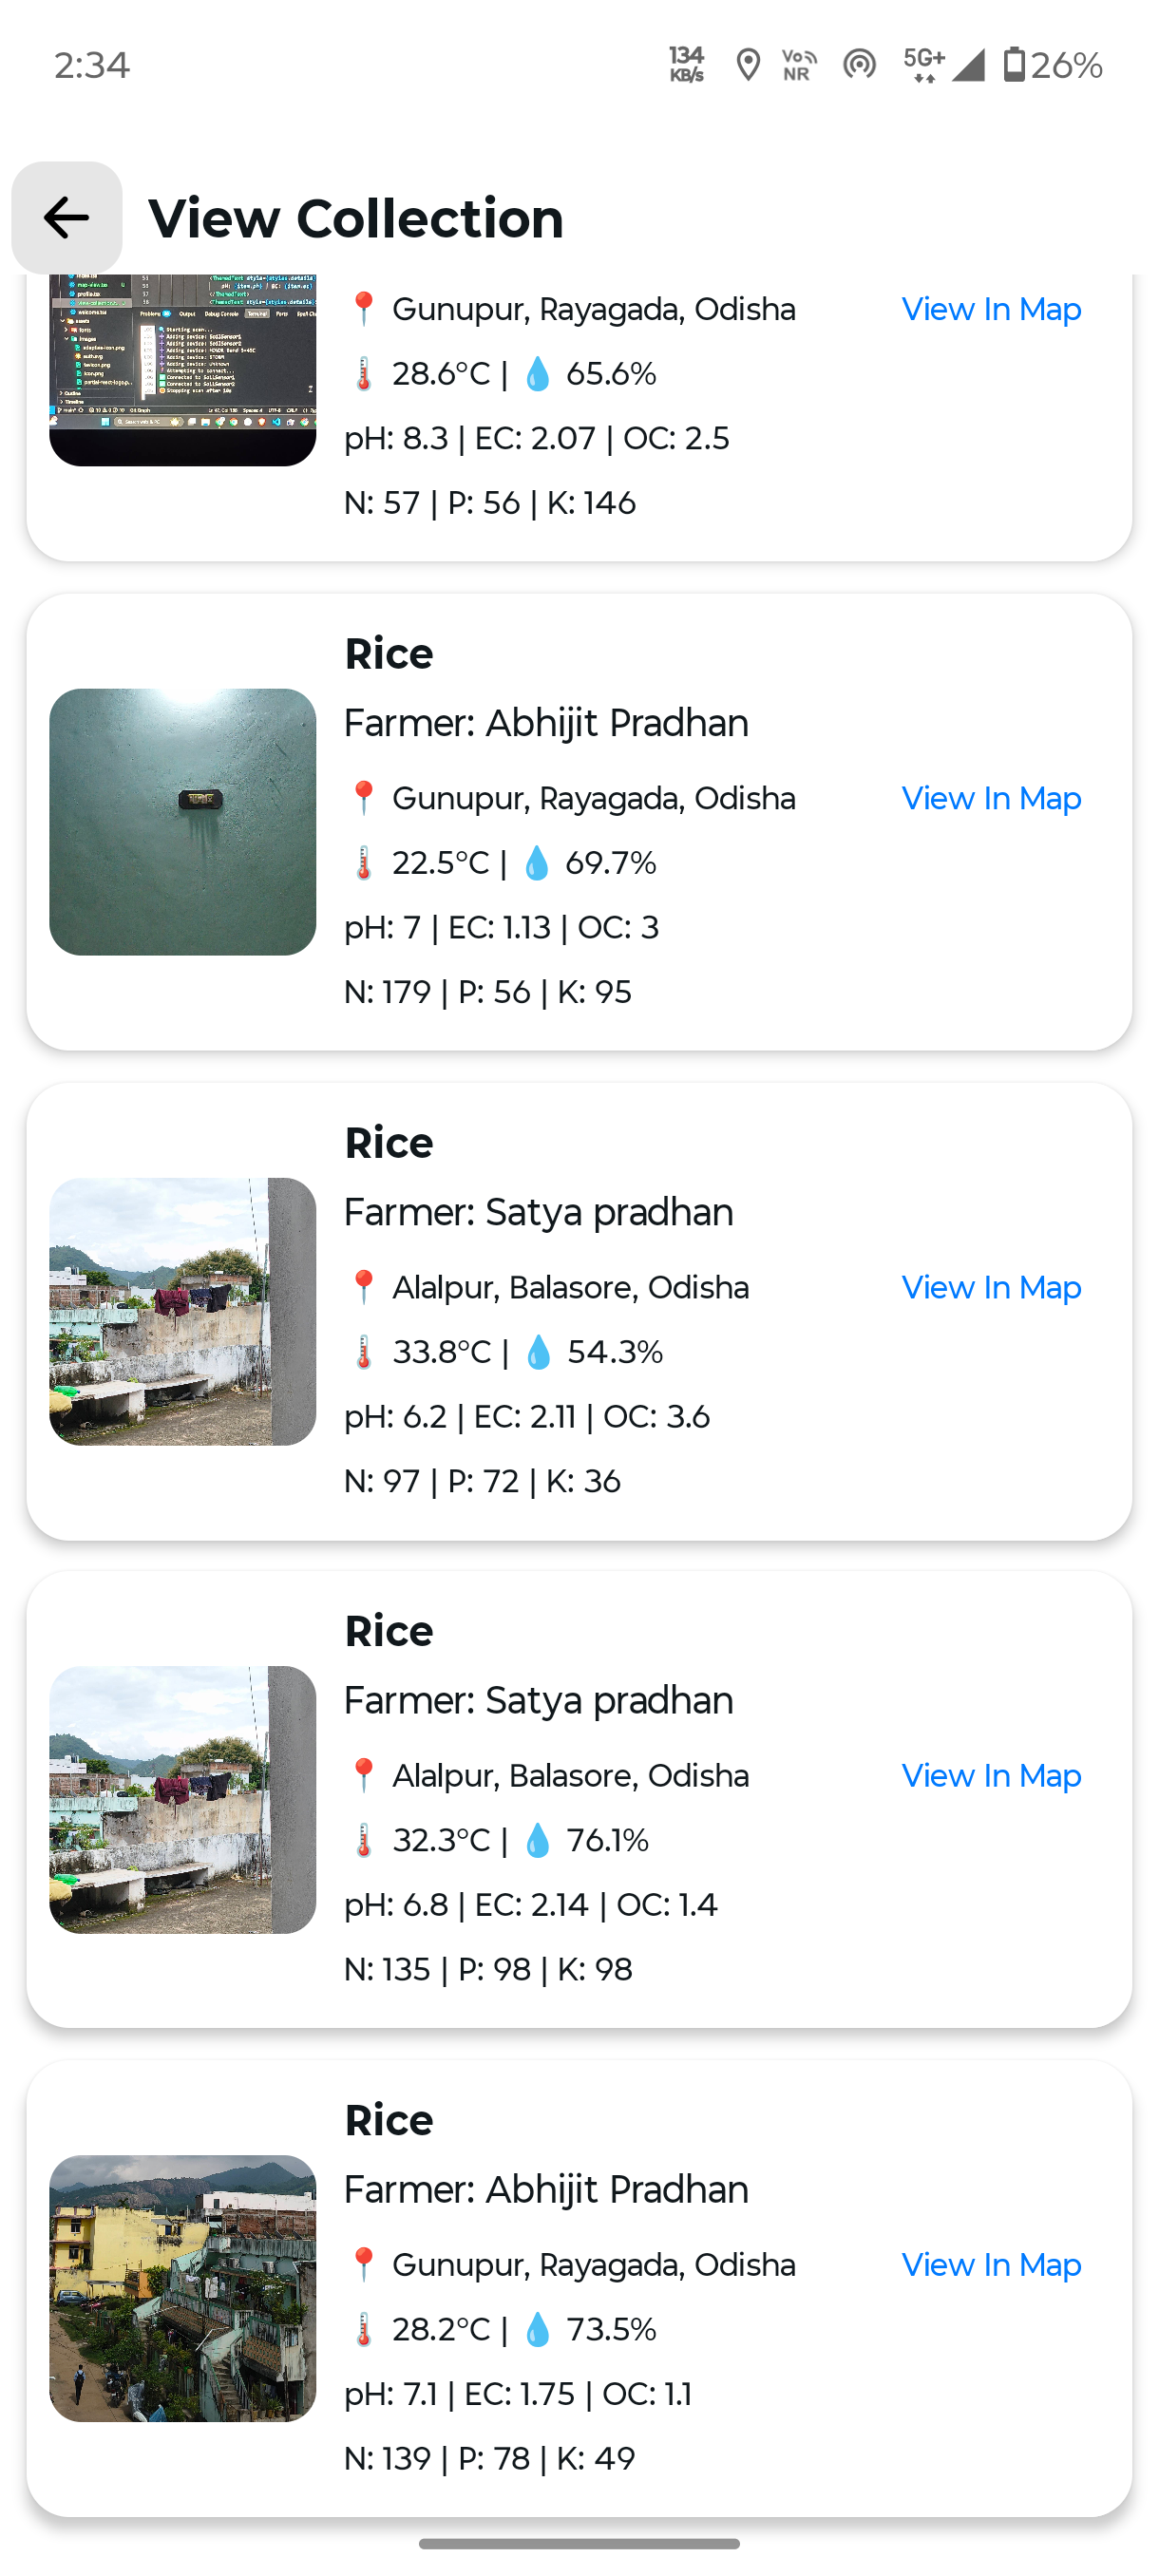 2:34
134
KB/s
Vo
NR
5G+
26%
View Collection
Problems
Output
Debug Console
Terminal
Ports
📍 Gunupur, Rayagada, Odisha
View In Map
🌡️ 28.6°C | 💧 65.6%
pH: 8.3 | EC: 2.07 | OC: 2.5
N: 57 | P: 56 | K: 146
Rice
Farmer: Abhijit Pradhan
📍 Gunupur, Rayagada, Odisha
View In Map
🌡️ 22.5°C | 💧 69.7%
pH: 7 | EC: 1.13 | OC: 3
N: 179 | P: 56 | K: 95
Rice
Farmer: Satya pradhan
📍 Alalpur, Balasore, Odisha
View In Map
🌡️ 33.8°C | 💧 54.3%
pH: 6.2 | EC: 2.11 | OC: 3.6
N: 97 | P: 72 | K: 36
Rice
Farmer: Satya pradhan
📍 Alalpur, Balasore, Odisha
View In Map
🌡️ 32.3°C | 💧 76.1%
pH: 6.8 | EC: 2.14 | OC: 1.4
N: 135 | P: 98 | K: 98
Rice
Farmer: Abhijit Pradhan
📍 Gunupur, Rayagada, Odisha
View In Map
🌡️ 28.2°C | 💧 73.5%
pH: 7.1 | EC: 1.75 | OC: 1.1
N: 139 | P: 78 | K: 49